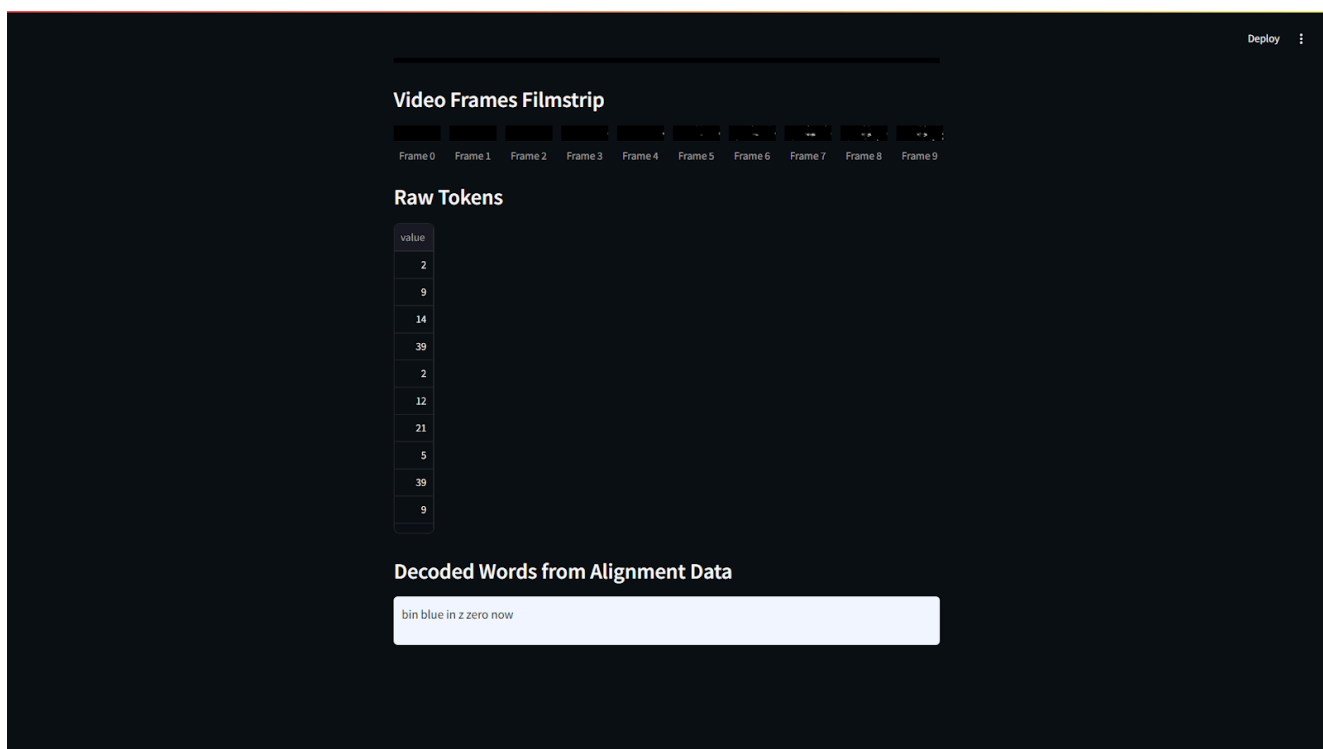 Deploy
Video Frames Filmstrip
Frame 0 Frame 1 Frame 2 Frame 3 Frame 4 Frame 5 Frame 6 Frame 7 Frame 8 Frame 9
Raw Tokens
value
2
9
14
39
2
12
21
5
39
9
Decoded Words from Alignment Data
bin blue in z zero now